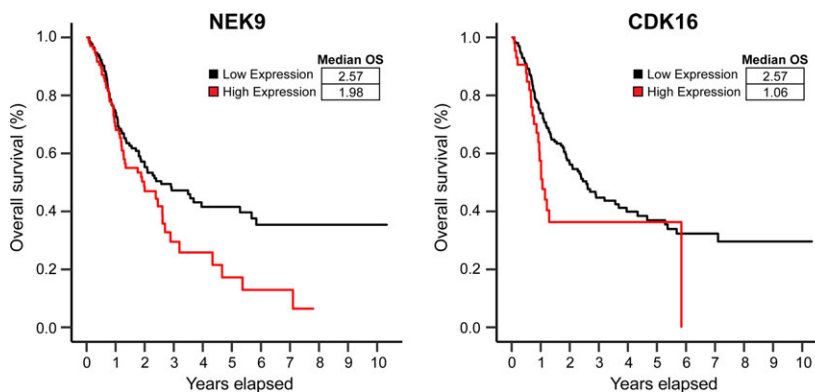 NEK9
Overall survival (%)
1.0
0.8
0.6
0.4
0.2
0.0
Median OS
Low Expression 2.57
High Expression 1.98
0 1 2 3 4 5 6 7 8 9 10
Years elapsed
CDK16
Overall survival (%)
1.0
0.8
0.6
0.4
0.2
0.0
Median OS
Low Expression 2.57
High Expression 1.06
0 1 2 3 4 5 6 7 8 9 10
Years elapsed